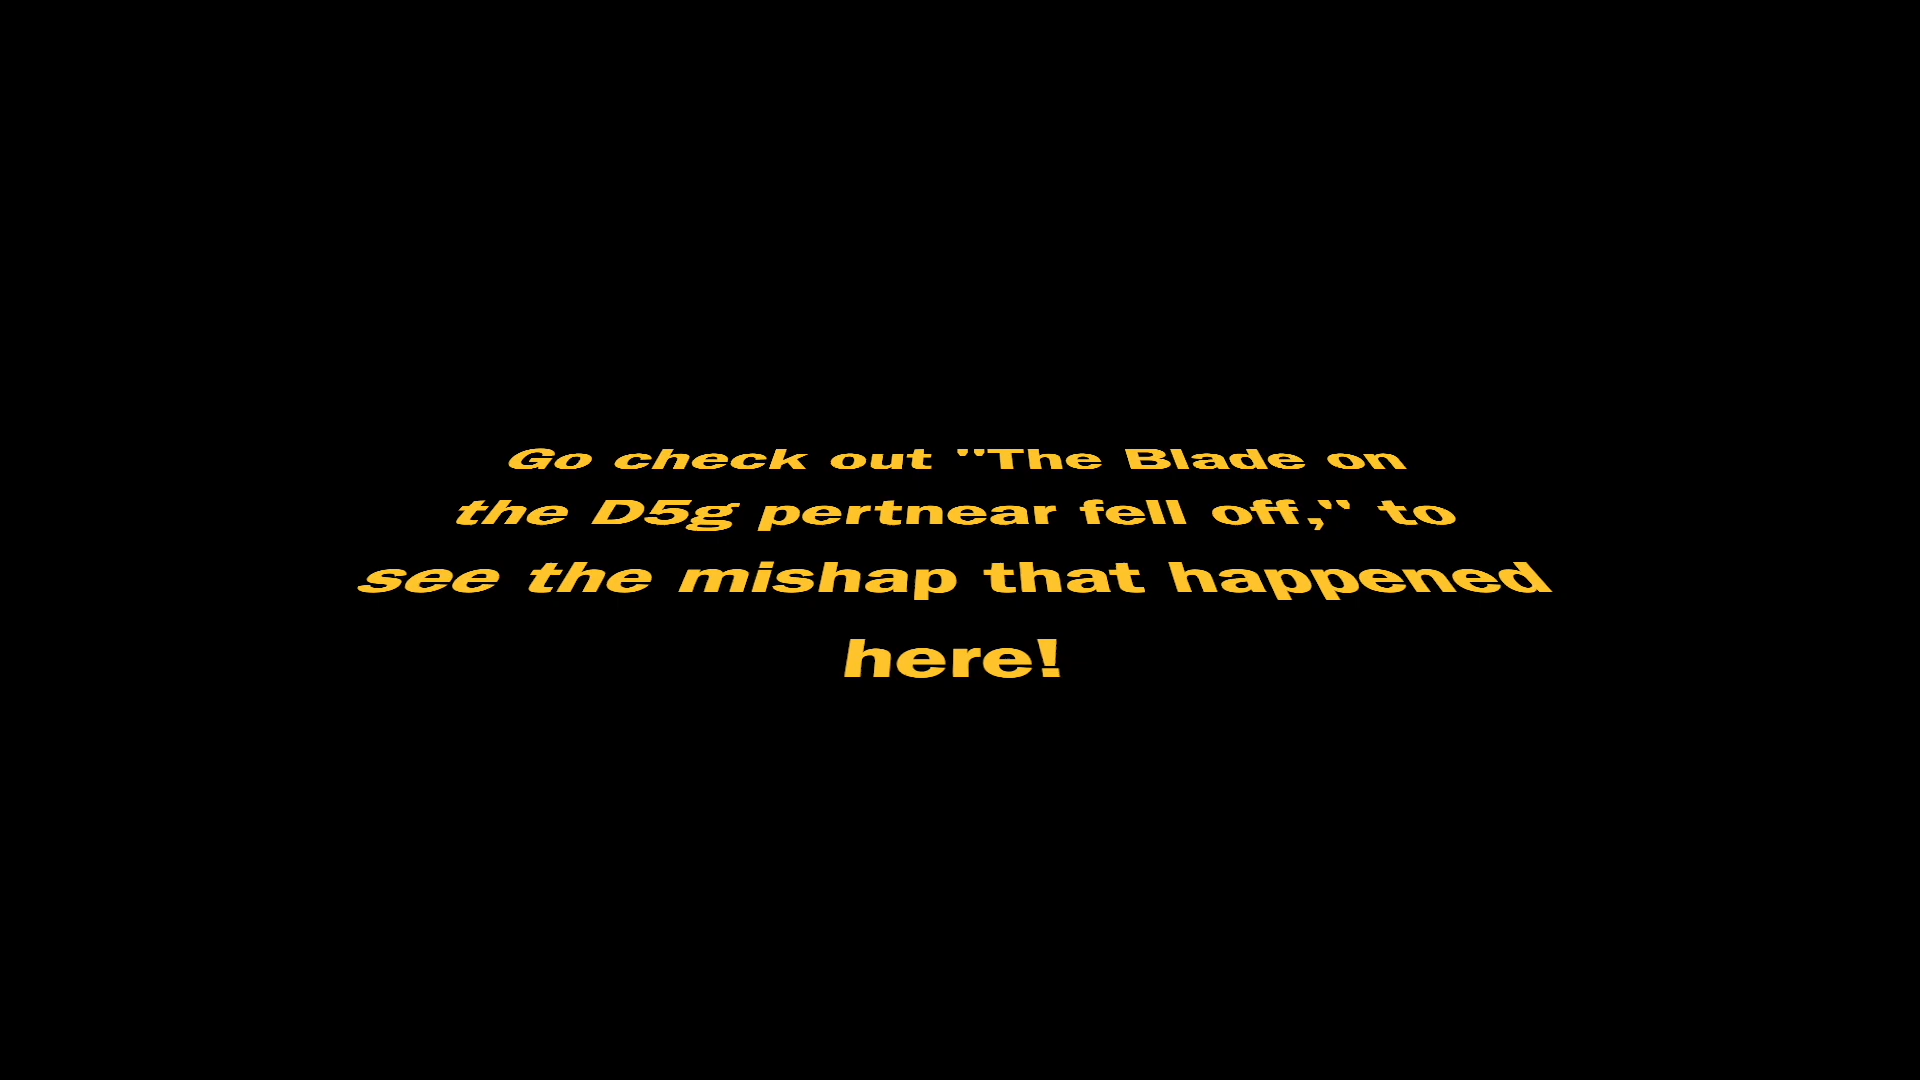 Go check out "The Blade on
the D5g pertnear fell off," to
see the mishap that happened
here!